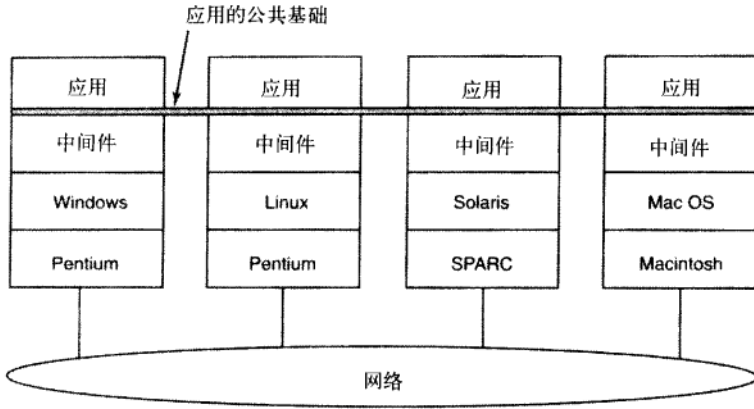 应用的公共基础
应用 应用 应用 应用
中间件 中间件 中间件 中间件
Windows Linux Solaris Mac OS
Pentium Pentium SPARC Macintosh
网络